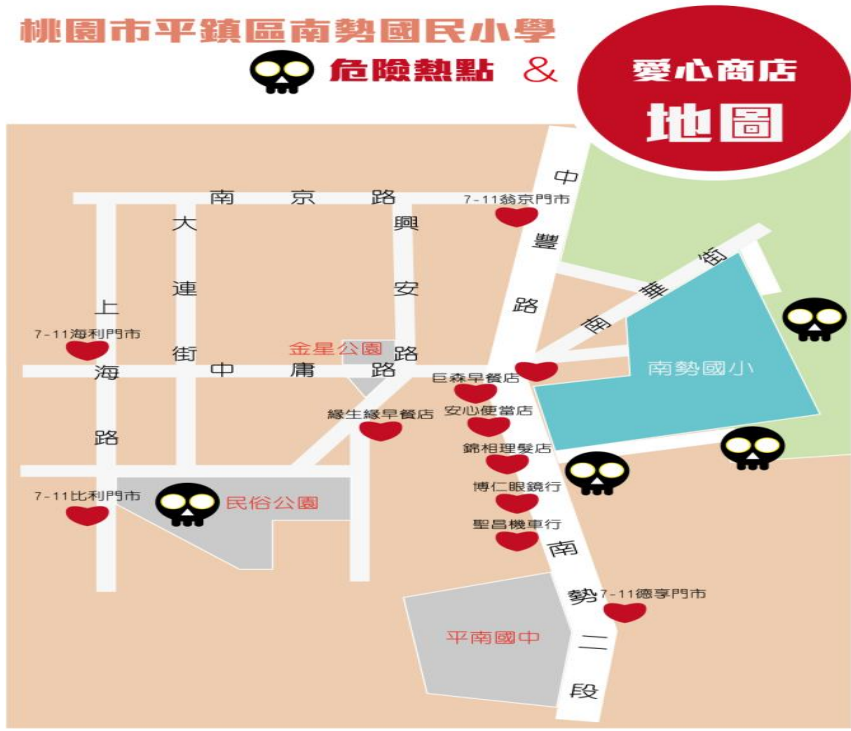 桃園市平鎮區南勢國民小學
危險熱點 &
愛心商店
地圖
南京路
7-11翁京門市
中豐路
大連街
興安路
南華街
上海路
7-11海利門市
金星公園
中庸路
南勢國小
巨森早餐店
緣生緣早餐店
安心便當店
錦相理髮店
7-11比利門市
民俗公園
博仁眼鏡行
聖昌機車行
南勢二段
7-11德享門市
平南國中